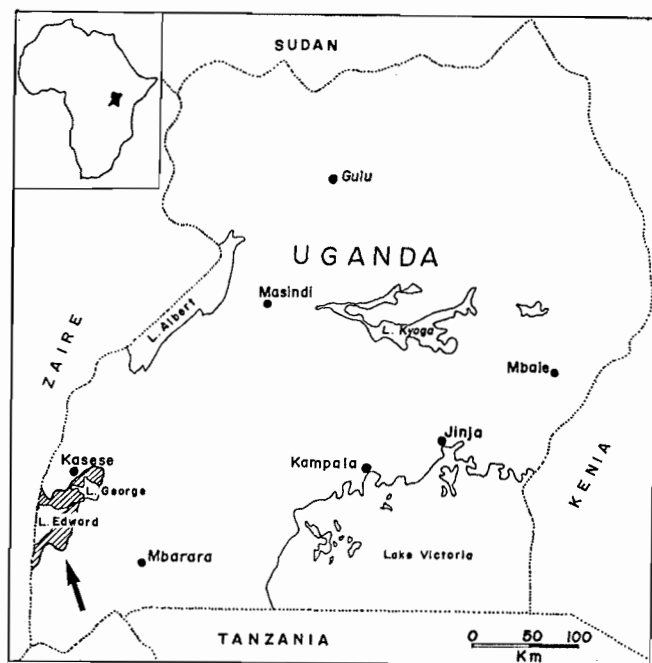 SUDAN
Gulu
UGANDA
Masindi
L. Albert
L. Kyoga
ZAIRE
Mbale
Jinja
Kasese
Kampala
L. George
KENIA
L. Edward
Mbarara
Lake Victoria
TANZANIA
0 50 100
Km